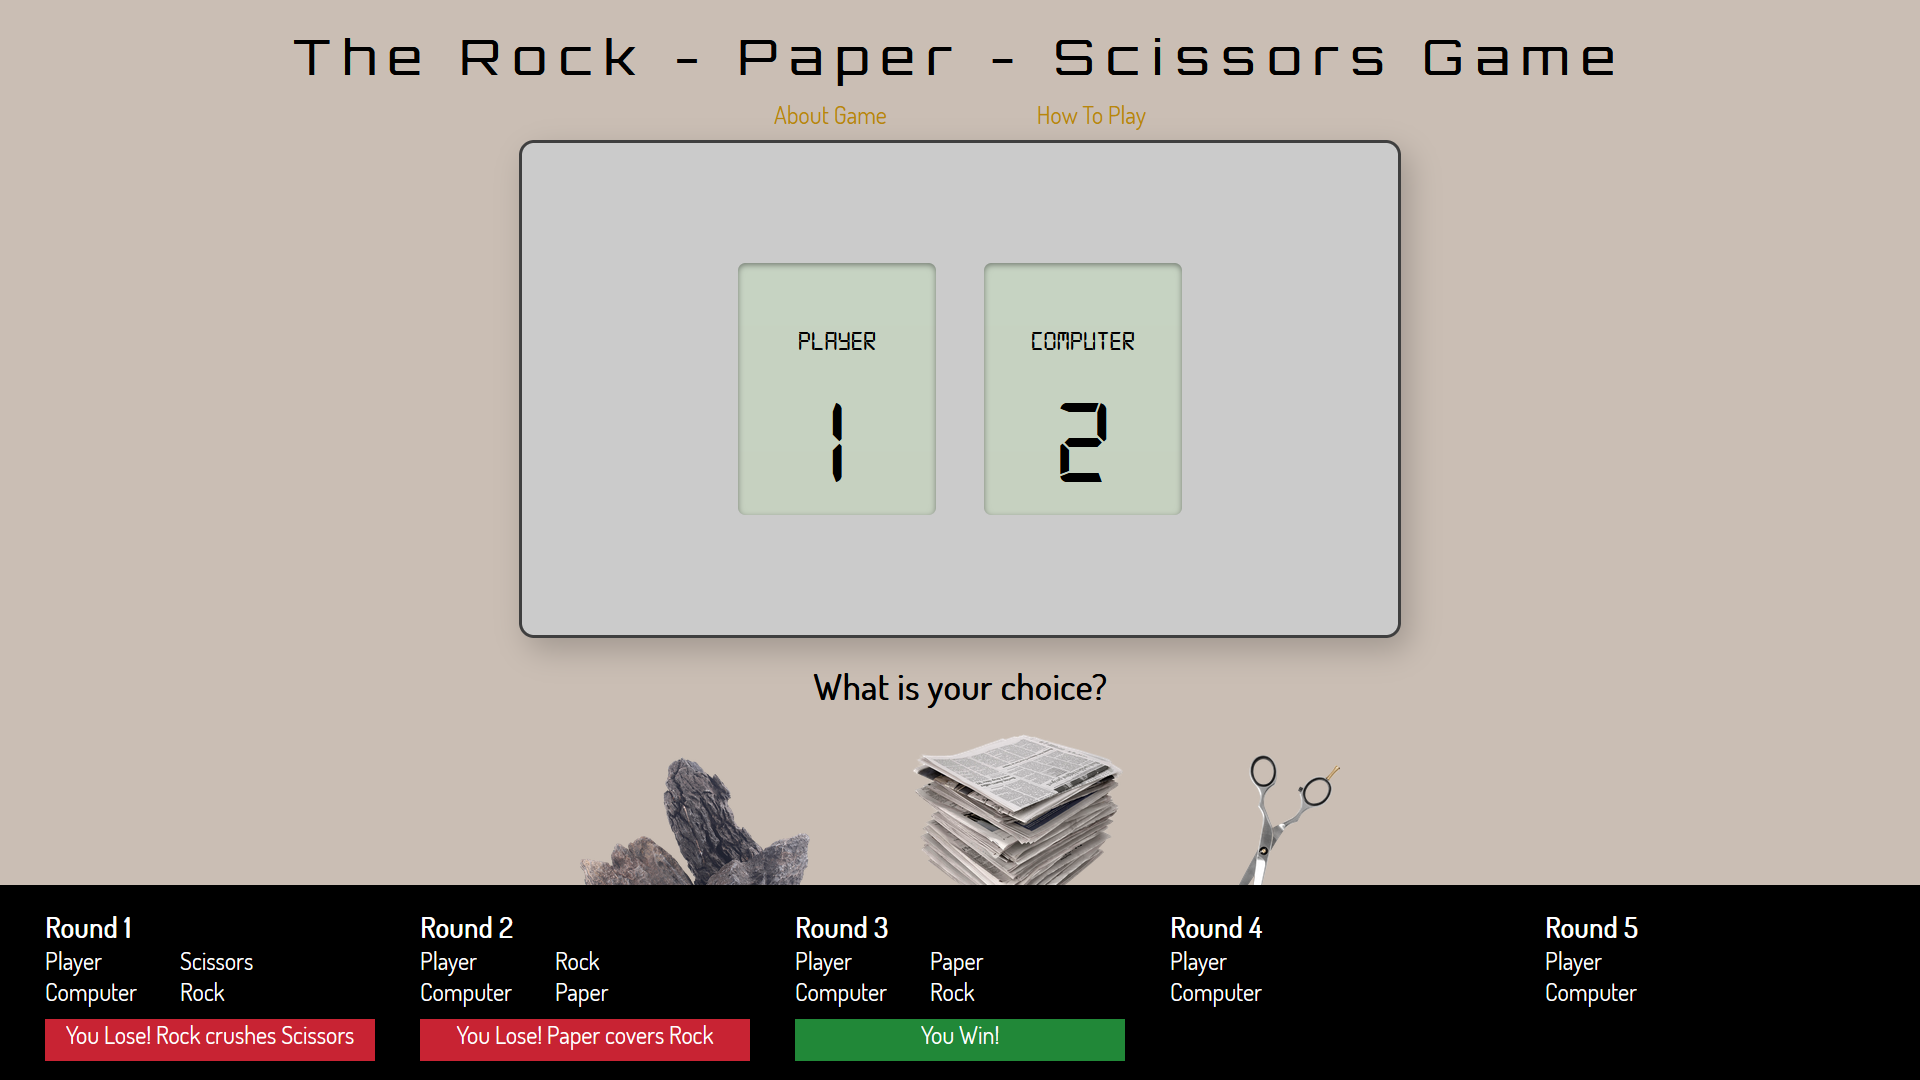 The Rock - Paper - Scissors Game
About Game How To Play
PLAYER COMPUTER
1 2
What is your choice?
Round 1
Player Scissors
Computer Rock
You Lose! Rock crushes Scissors
Round 2
Player Rock
Computer Paper
You Lose! Paper covers Rock
Round 3
Player Paper
Computer Rock
You Win!
Round 4
Player
Computer
Round 5
Player
Computer